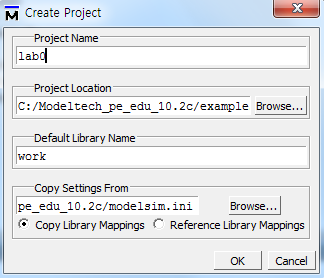 Create Project
Project Name
lab0
Project Location
C:/Modeltech_pe_edu_10.2c/example
Browse...
Default Library Name
work
Copy Settings From
pe_edu_10.2c/modelsim.ini
Browse...
Copy Library Mappings
Reference Library Mappings
OK
Cancel